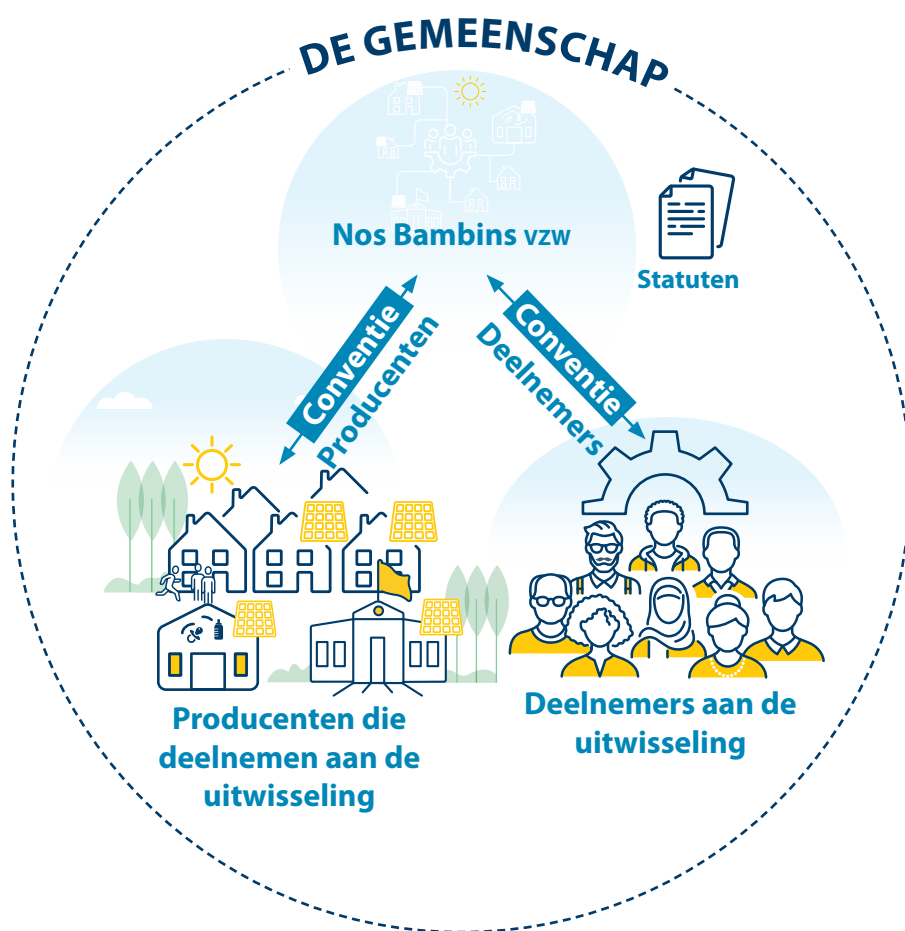 DE GEMEENSCHAP
Nos Bambins vzw
Statuten
Conventie
Producenten
Conventie
Deelnemers
Producenten die
deelnemen aan de
uitwisseling
Deelnemers aan de
uitwisseling